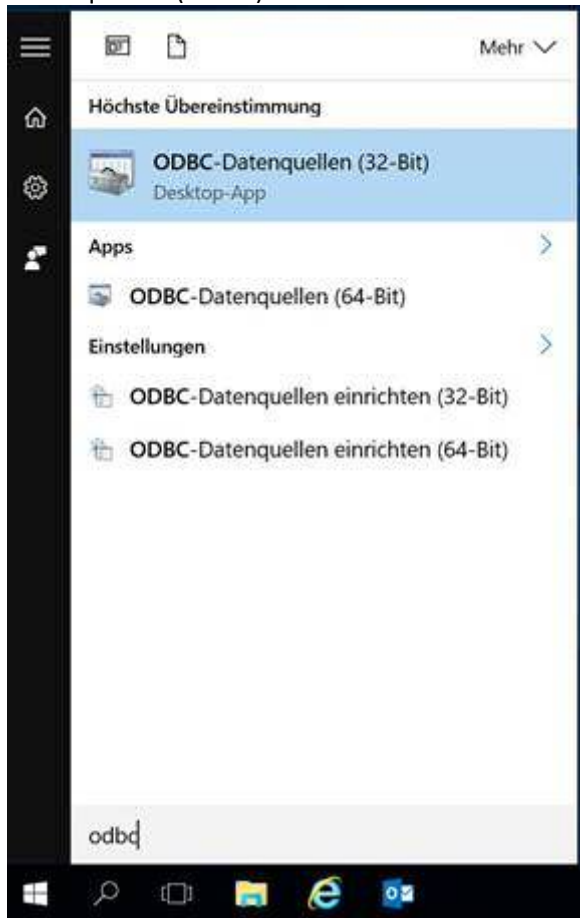 Mehr
Höchste Übereinstimmung
ODBC-Datenquellen (32-Bit)
Desktop-App
Apps
ODBC-Datenquellen (64-Bit)
Einstellungen
ODBC-Datenquellen einrichten (32-Bit)
ODBC-Datenquellen einrichten (64-Bit)
odbc